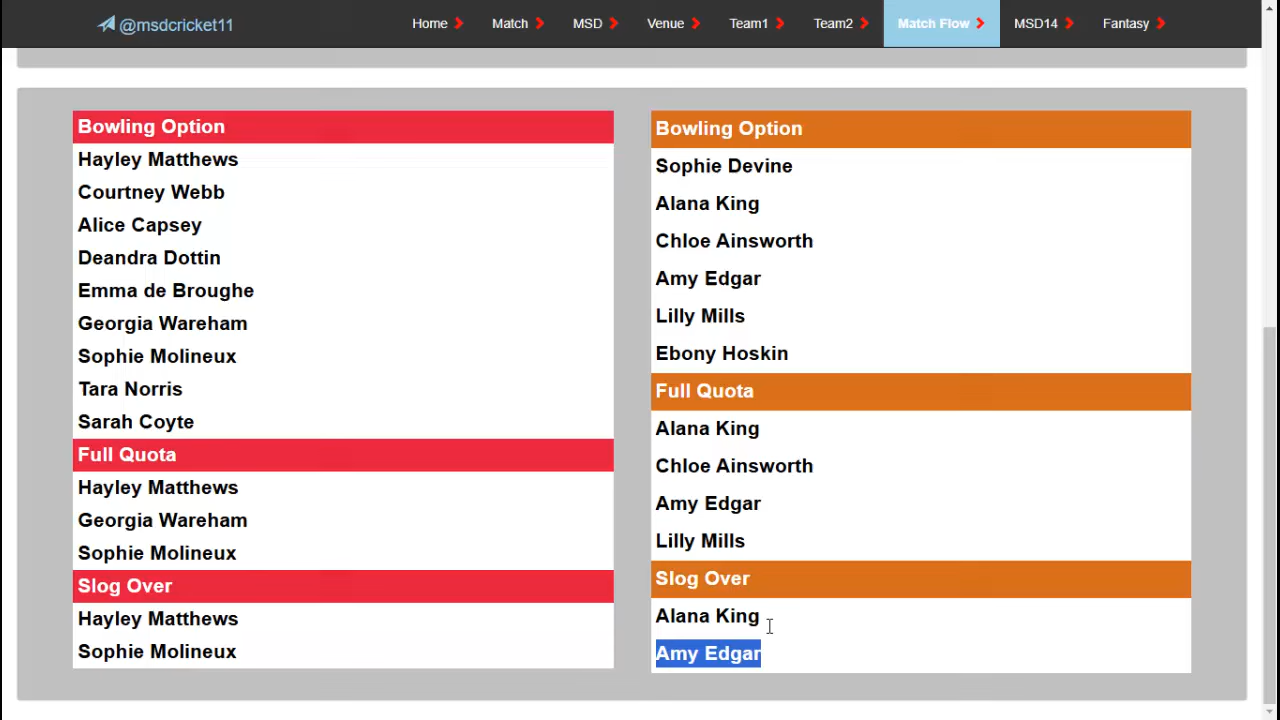 @msdcricket11
Home Match MSD Venue Team1 Team2 Match Flow MSD14 Fantasy
Bowling Option
Hayley Matthews
Courtney Webb
Alice Capsey
Deandra Dottin
Emma de Broughe
Georgia Wareham
Sophie Molineux
Tara Norris
Sarah Coyte
Full Quota
Hayley Matthews
Georgia Wareham
Sophie Molineux
Slog Over
Hayley Matthews
Sophie Molineux
Bowling Option
Sophie Devine
Alana King
Chloe Ainsworth
Amy Edgar
Lilly Mills
Ebony Hoskin
Full Quota
Alana King
Chloe Ainsworth
Amy Edgar
Lilly Mills
Slog Over
Alana King
Amy Edgar